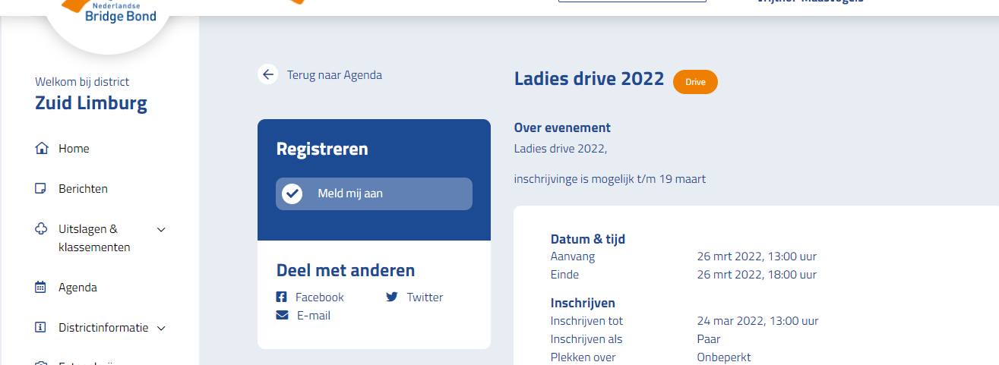 Nederlandse
Bridge Bond
Welkom bij district
Zuid Limburg
Home
Berichten
Uitslagen &
klassementen
Agenda
Districtinformatie
Terug naar Agenda
Registreren
Meld mij aan
Deel met anderen
Facebook
Twitter
E-mail
Ladies drive 2022
Drive
Over evenement
Ladies drive 2022,
inschrijvinge is mogelijk t/m 19 maart
Datum & tijd
Aanvang 26 mrt 2022, 13:00 uur
Einde 26 mrt 2022, 18:00 uur
Inschrijven
Inschrijven tot 24 mar 2022, 13:00 uur
Inschrijven als Paar
Plekken over Onbeperkt